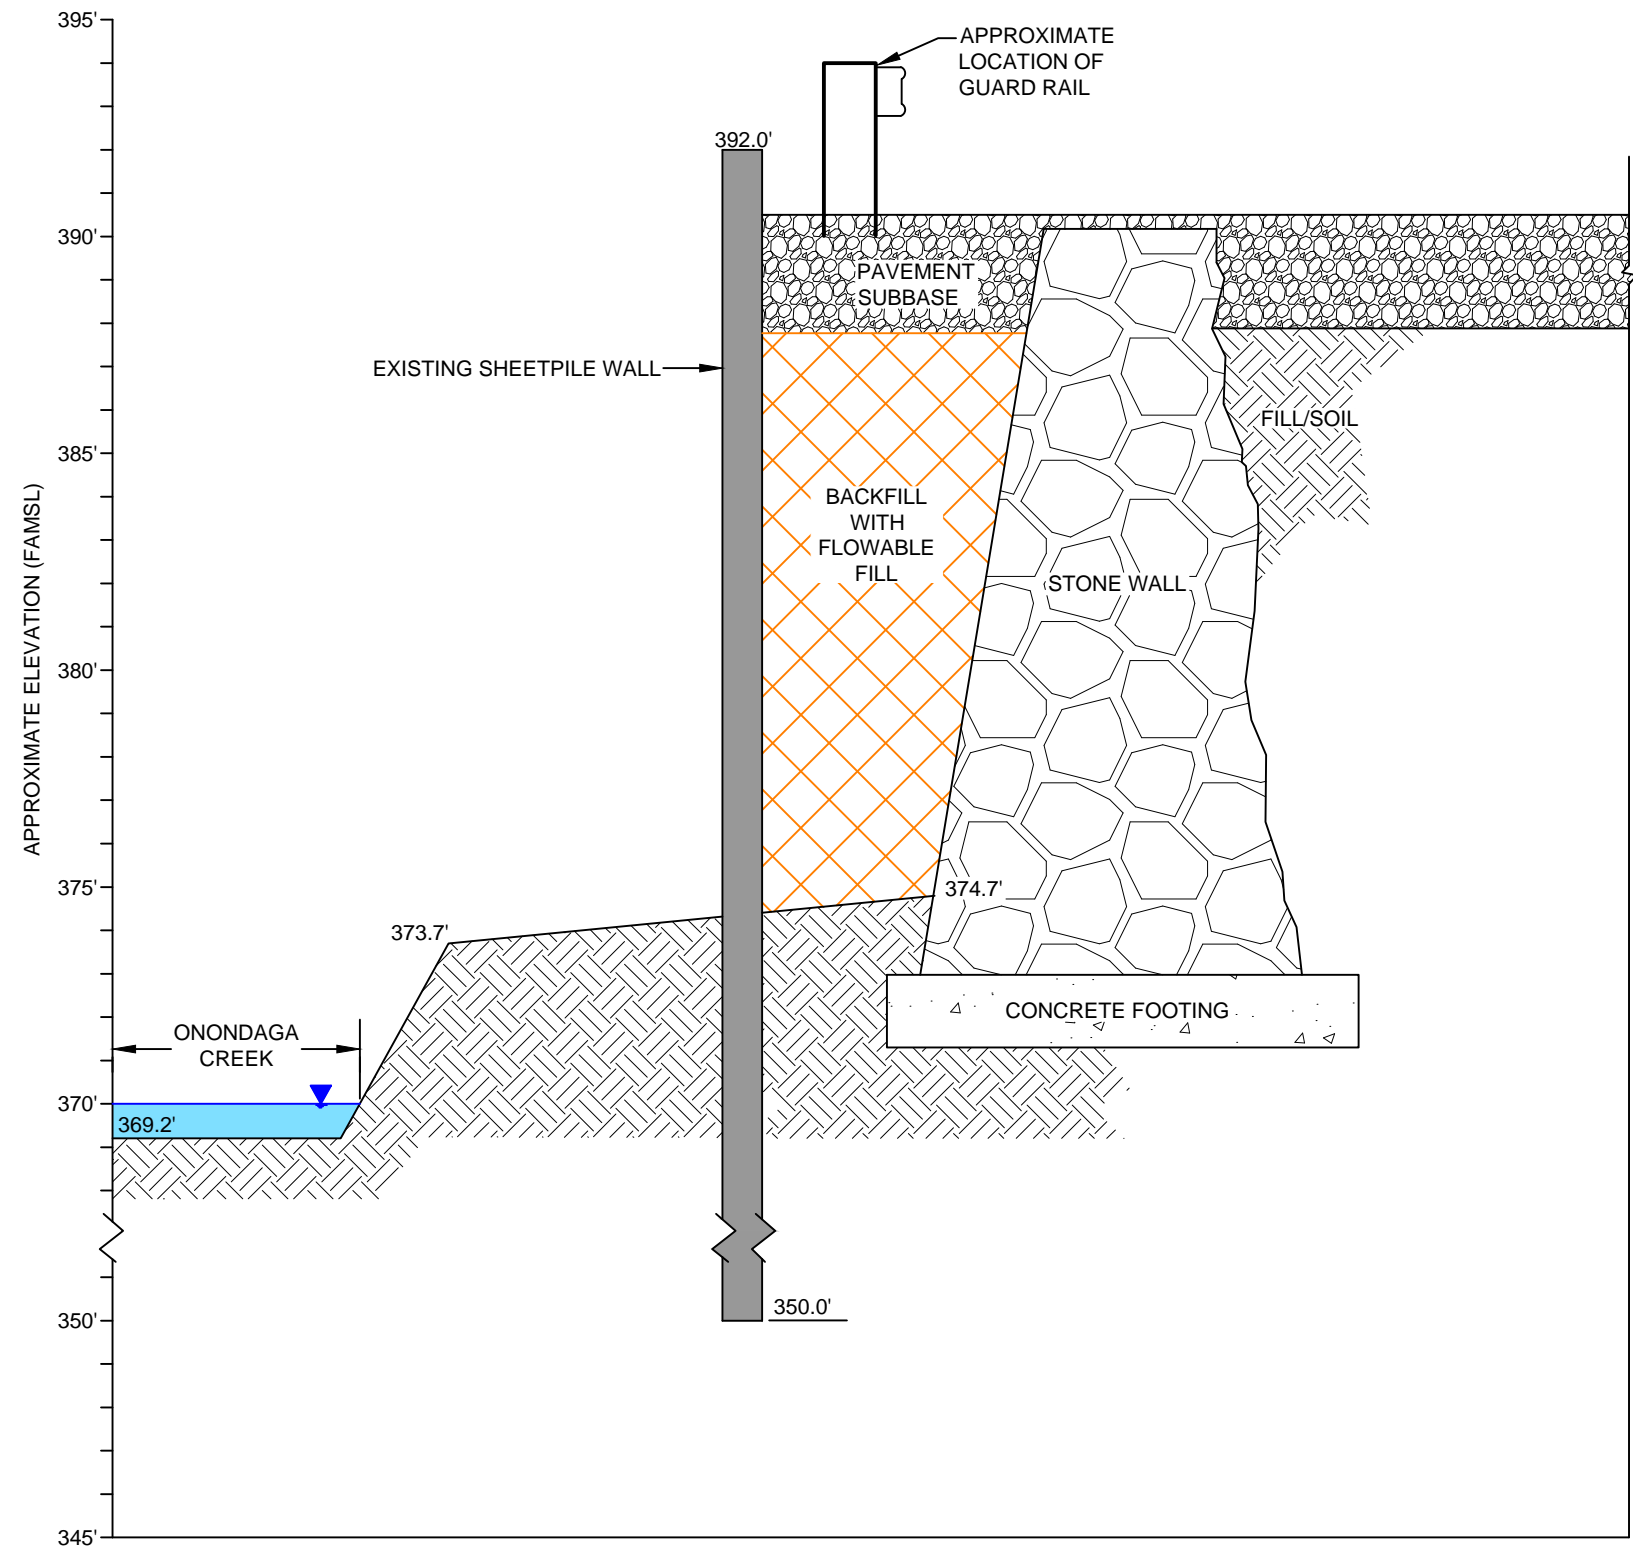 395'
APPROXIMATE
LOCATION OF
GUARD RAIL
392.0'
390'
PAVEMENT
SUBBASE
EXISTING SHEETPILE WALL
FILL/SOIL
385'
BACKFILL
WITH
FLOWABLE
FILL
STONE WALL
APPROXIMATE ELEVATION (FAMSL)
380'
375'
374.7'
373.7'
CONCRETE FOOTING
ONONDAGA
CREEK
370'
369.2'
350.0'
350'
345'